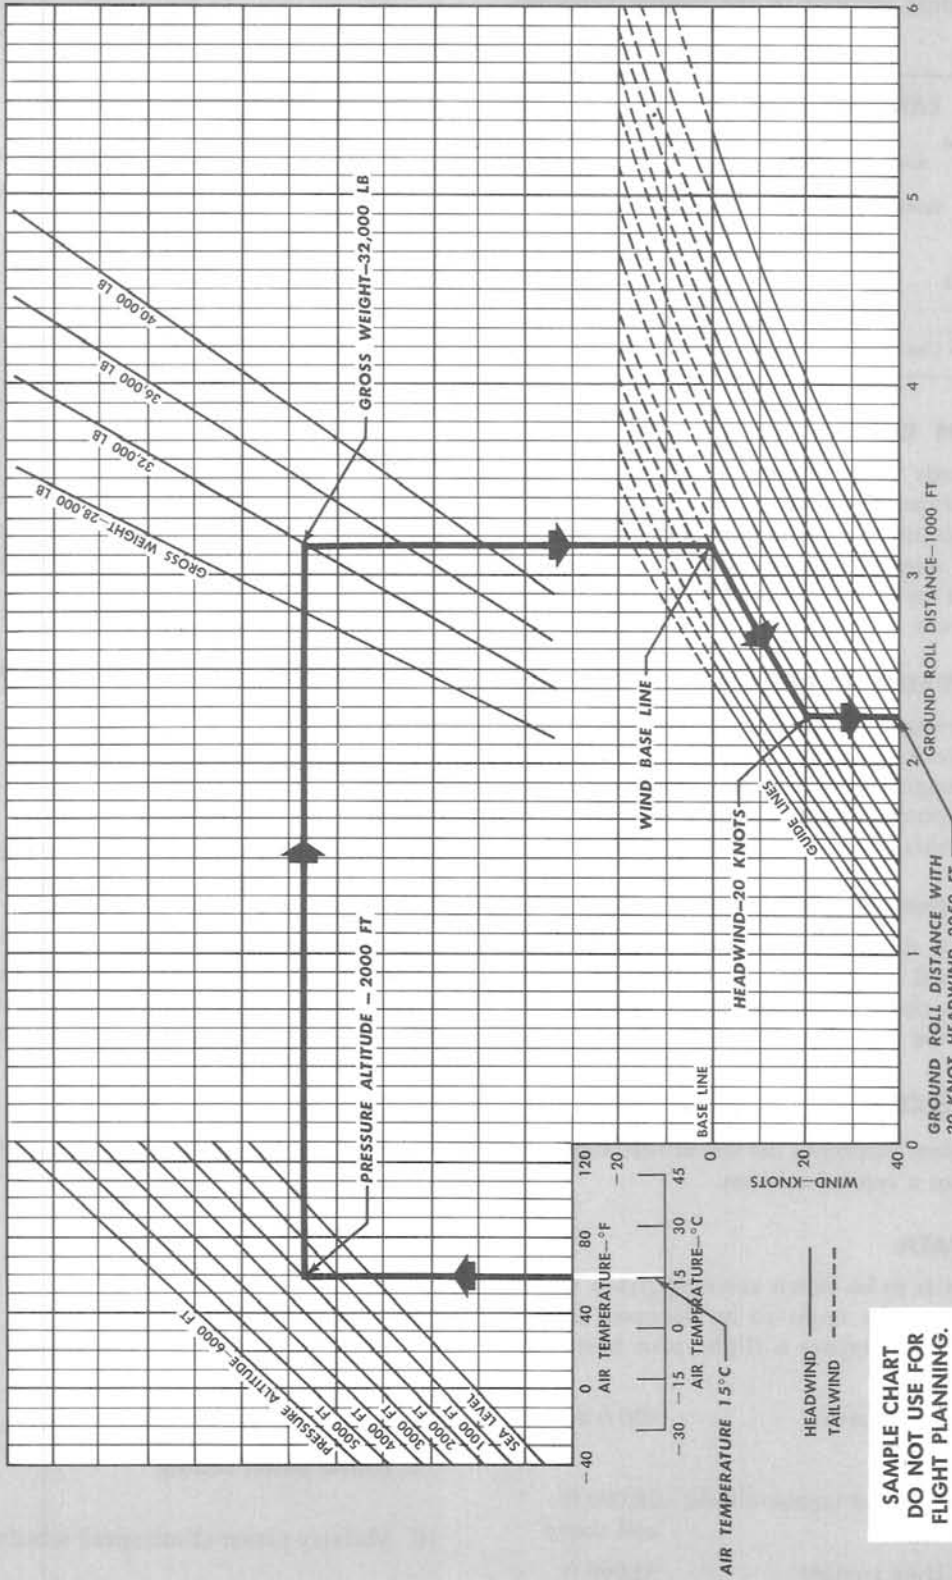 PRESSURE ALTITUDE—6000 FT
5000 FT
4000 FT
3000 FT
2000 FT
1000 FT
SEA LEVEL
GROSS WEIGHT—28,000 LB
32,000 LB
36,000 LB
40,000 LB
PRESSURE ALTITUDE – 2000 FT
GROSS WEIGHT—32,000 LB
-40 0 40 80 120
AIR TEMPERATURE—°F
-30 -15 0 15 30 45
AIR TEMPERATURE—°C
AIR TEMPERATURE 15°C
WIND BASE LINE
HEADWIND—20 KNOTS
GUIDE LINES
BASE LINE
20
0
20
40
WIND—KNOTS
HEADWIND
TAILWIND
0 1 2 3 4 5 6
GROUND ROLL DISTANCE—1000 FT
GROUND ROLL DISTANCE WITH
SAMPLE CHART
DO NOT USE FOR
FLIGHT PLANNING.